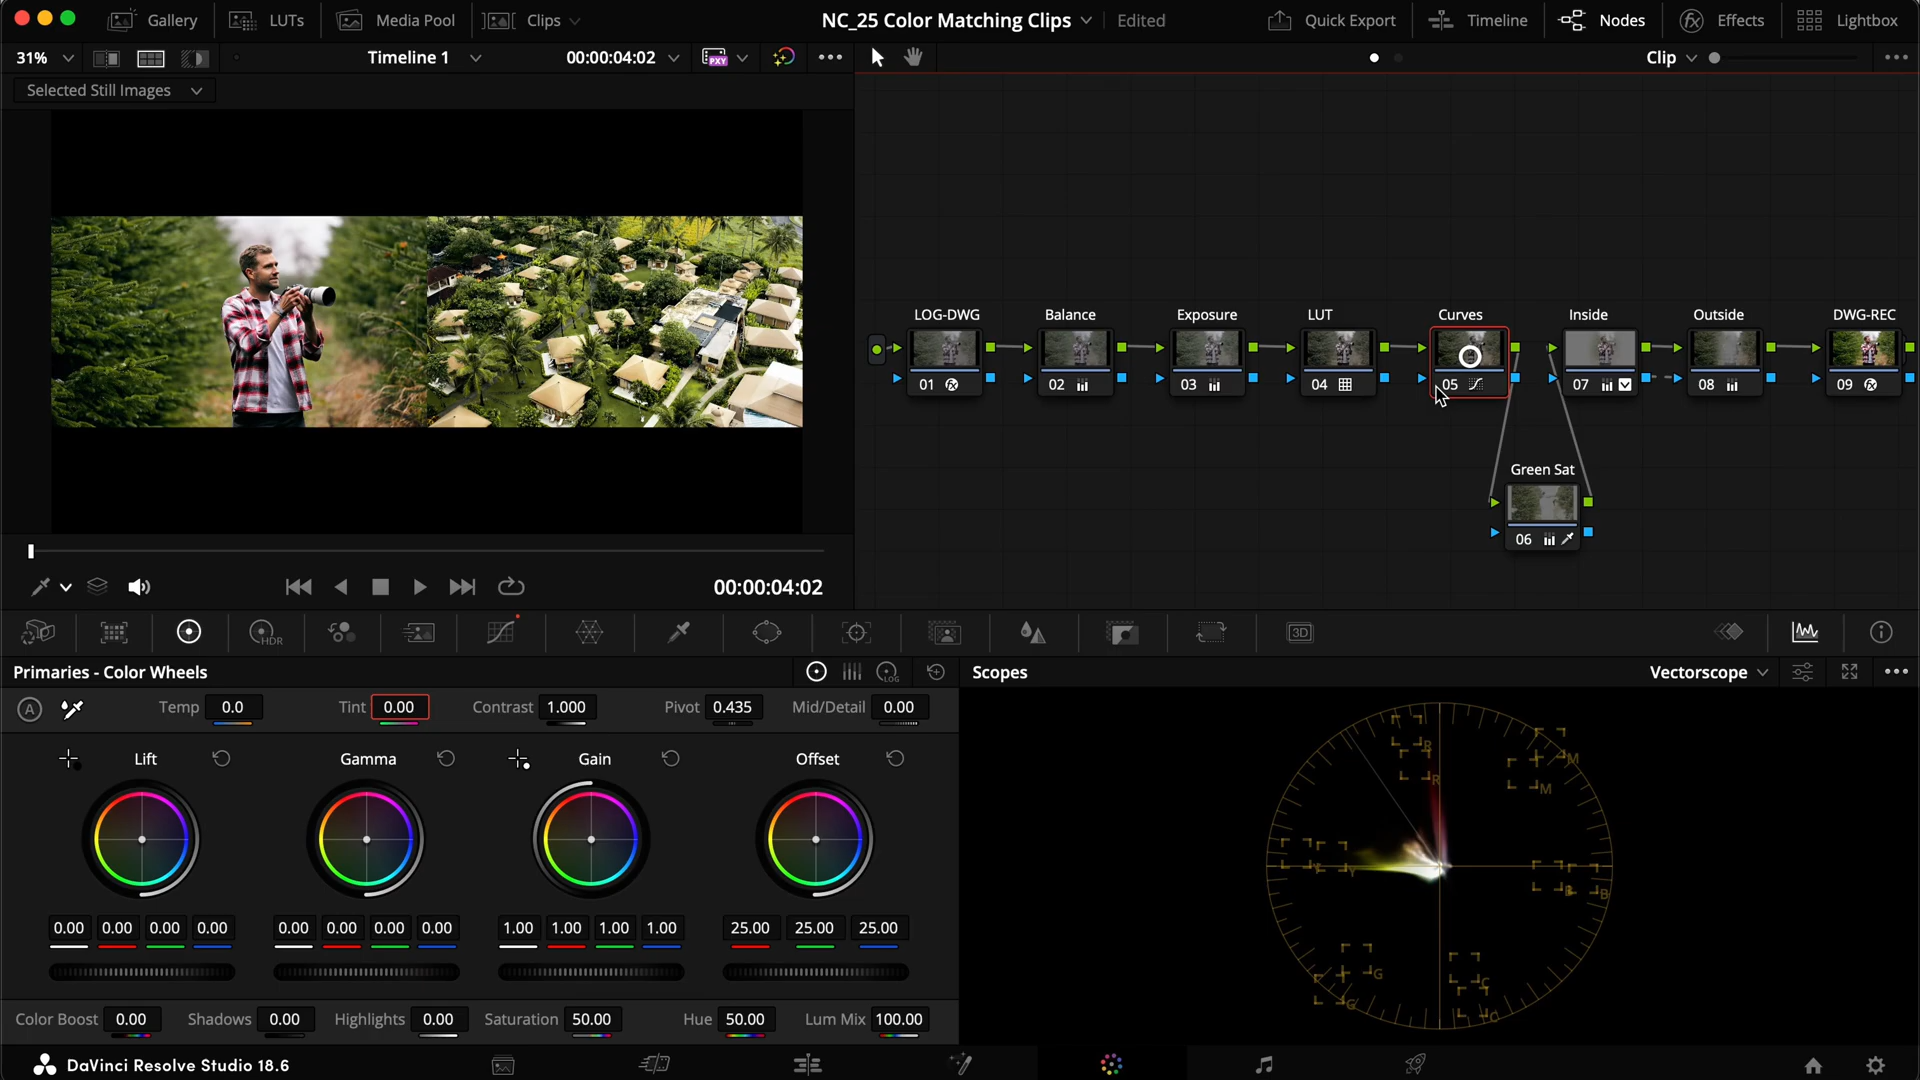 Gallery
LUTs
Media Pool
Clips
NC_25 Color Matching Clips
Edited
Quick Export
Timeline
Nodes
Effects
Lightbox
31%
Timeline 1
00:00:04:02
PXY
Clip
Selected Still Images
LOG-DWG
Balance
Exposure
LUT
Curves
Inside
Outside
DWG-REC
01
02
03
04
05
07
08
09
Green Sat
06
00:00:04:02
HDR
3D
Primaries - Color Wheels
LOG
Scopes
Vectorscope
A
Temp 0.0
Tint 0.00
Contrast 1.000
Pivot 0.435
Mid/Detail 0.00
Lift
Gamma
Gain
Offset
0.00 0.00 0.00 0.00
0.00 0.00 0.00 0.00
1.00 1.00 1.00 1.00
25.00 25.00 25.00
R
R
M
M
Y
Y
B
B
G
G
C
C
Color Boost 0.00
Shadows 0.00
Highlights 0.00
Saturation 50.00
Hue 50.00
Lum Mix 100.00
DaVinci Resolve Studio 18.6